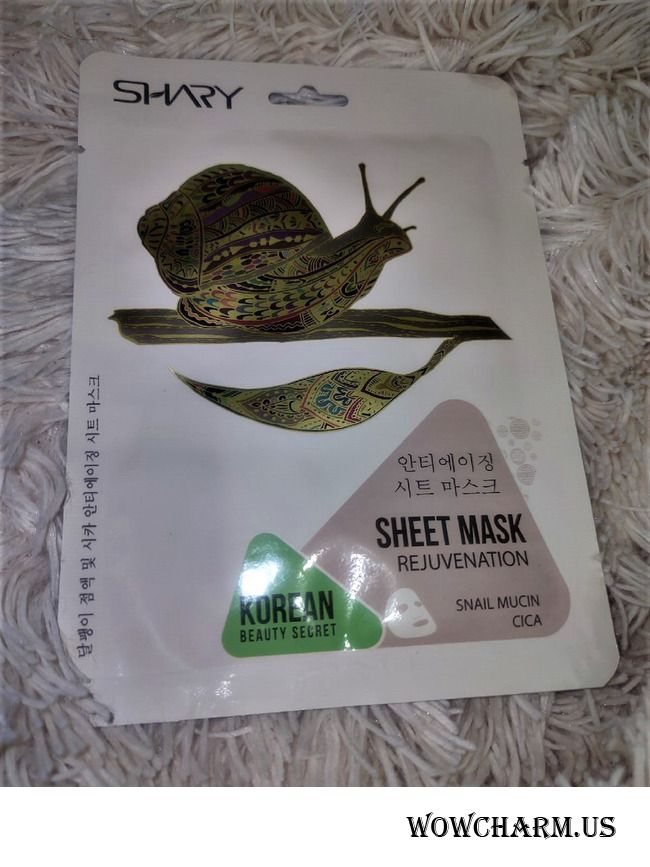 SHARY
달팽이 점액 및 시카 안티에이징 시트 마스크
안티에이징
시트 마스크
SHEET MASK
REJUVENATION
KOREAN
BEAUTY SECRET
SNAIL MUCIN
CICA
WOWCHARM.US